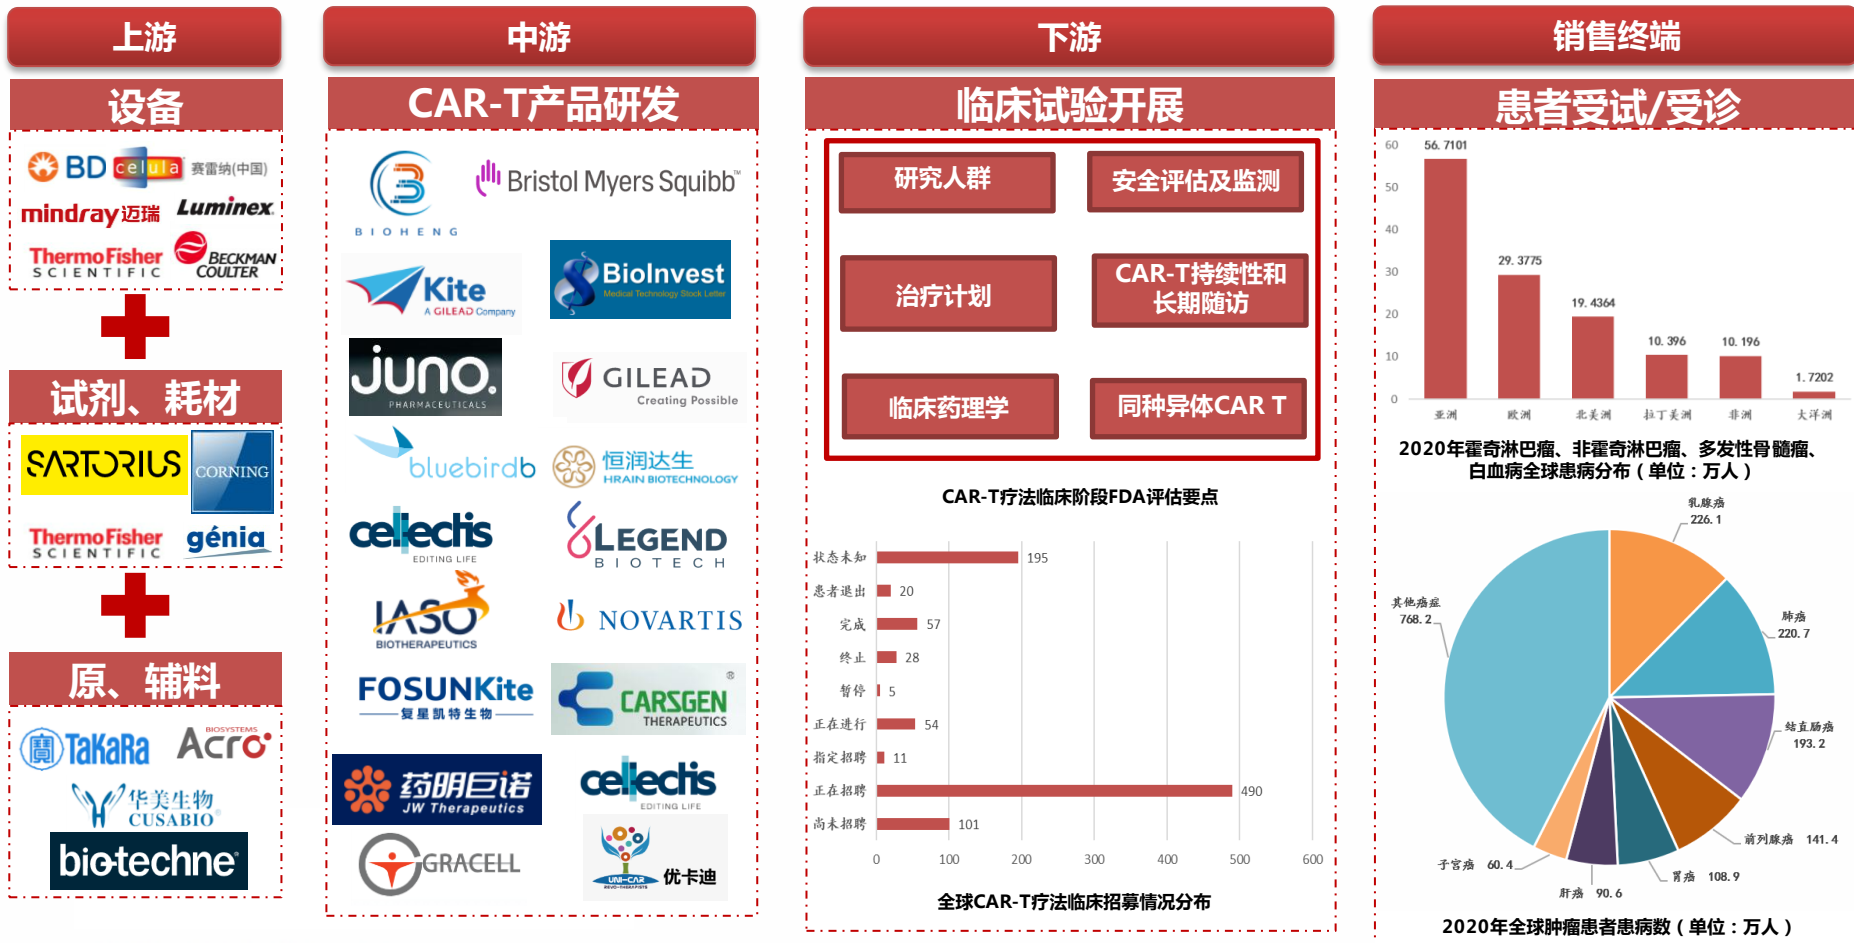 上游
设备
BD celula 赛雷纳(中国)
mindray迈瑞 Luminex
ThermoFisher
SCIENTIFIC
BECKMAN
COULTER
试剂、耗材
SARTORIUS
CORNING
ThermoFisher
SCIENTIFIC
génia
原、辅料
TaKaRa
BIOSYSTEMS
Acro
华美生物
CUSABIO
bio-techne
中游
CAR-T产品研发
BIOHENG
Bristol Myers Squibb™
Kite
A GILEAD Company
BioInvest
Medical Technology Stock Letter
JUNO.
PHARMACEUTICALS
GILEAD
Creating Possible
bluebirdb
恒润达生
HRAIN BIOTECHNOLOGY
cellectis
EDITING LIFE
LEGEND
BIOTECH
IASO
BIOTHERAPEUTICS
NOVARTIS
FOSUNKite
复星凯特生物
CARSGEN
THERAPEUTICS
®
药明巨诺
JW Therapeutics
cellectis
EDITING LIFE
GRACELL
UNI-CAR
优卡迪
下游
临床试验开展
研究人群
安全评估及监测
治疗计划
CAR-T持续性和
长期随访
临床药理学
同种异体CAR T
CAR-T疗法临床阶段FDA评估要点
状态未知 195
患者退出 20
完成 57
终止 28
暂停 5
正在进行 54
指定招聘 11
正在招聘 490
尚未招聘 101
0 100 200 300 400 500 600
全球CAR-T疗法临床招募情况分布
销售终端
患者受试/受诊
60
50
40
30
20
10
0
56.7101
29.3775
19.4364
10.396
10.196
1.7202
亚洲 欧洲 北美洲 拉丁美洲 非洲 大洋洲
2020年霍奇淋巴瘤、非霍奇淋巴瘤、多发性骨髓瘤、
白血病全球患病分布（单位：万人）
乳腺癌
226.1
肺癌
220.7
结直肠癌
193.2
前列腺癌 141.4
胃癌 108.9
肝癌 90.6
子宫癌 60.4
其他癌症
768.2
2020年全球肿瘤患者患病数（单位：万人）